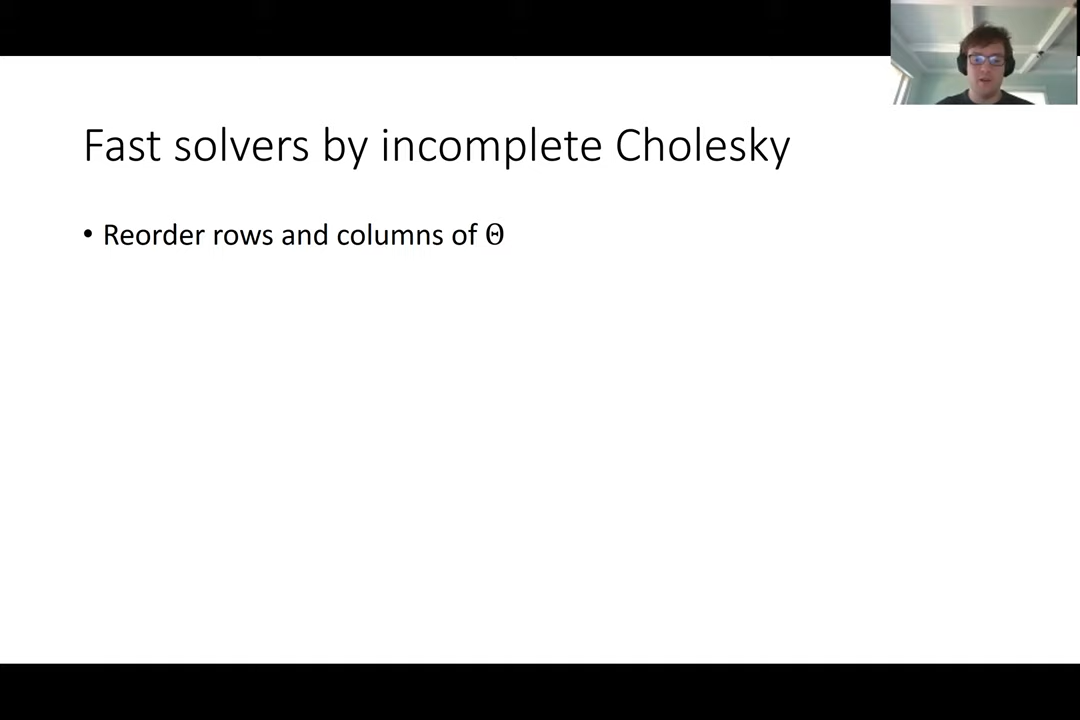 Fast solvers by incomplete Cholesky
• Reorder rows and columns of Θ